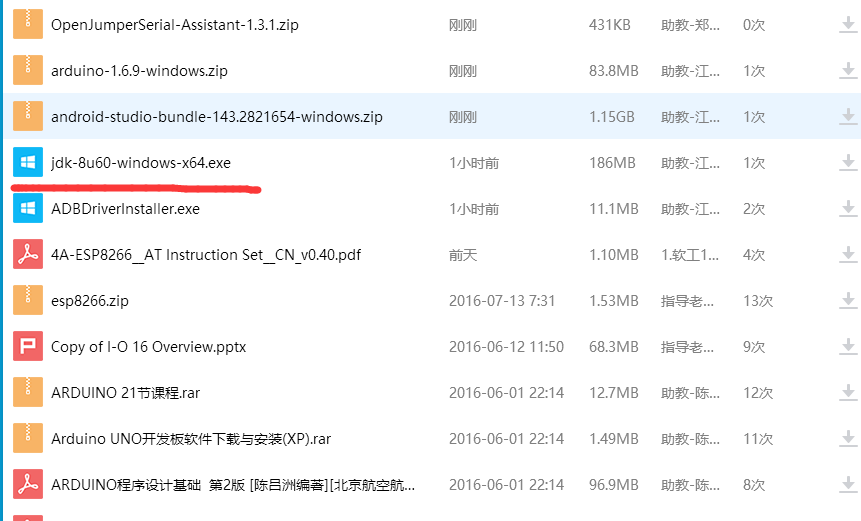 OpenJumperSerial-Assistant-1.3.1.zip 刚刚 431KB 助教-郑... 0次
arduino-1.6.9-windows.zip 刚刚 83.8MB 助教-江... 1次
android-studio-bundle-143.2821654-windows.zip 刚刚 1.15GB 助教-江... 1次
jdk-8u60-windows-x64.exe 1小时前 186MB 助教-江... 1次
ADBDriverInstaller.exe 1小时前 11.1MB 助教-江... 2次
4A-ESP8266__AT Instruction Set__CN_v0.40.pdf 前天 1.10MB 1.软工1... 4次
esp8266.zip 2016-07-13 7:31 1.53MB 指导老... 13次
Copy of I-O 16 Overview.pptx 2016-06-12 11:50 68.3MB 指导老... 9次
ARDUINO 21节课程.rar 2016-06-01 22:14 12.7MB 助教-陈... 12次
Arduino UNO开发板软件下载与安装(XP).rar 2016-06-01 22:14 1.49MB 助教-陈... 11次
ARDUINO程序设计基础 第2版 [陈吕洲编著][北京航空航... 2016-06-01 22:14 96.9MB 助教-陈... 8次